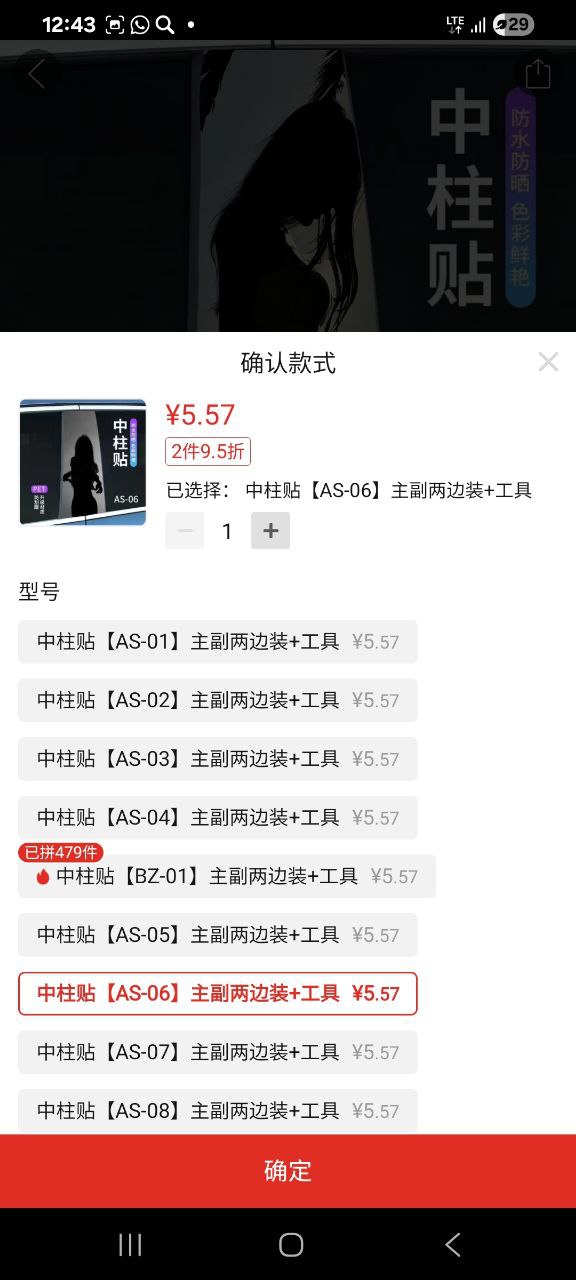 12:43
LTE
29
中柱贴
防水防晒 色彩鲜艳
确认款式
中柱贴
PET
AS-06
¥5.57
2件9.5折
已选择： 中柱贴【AS-06】主副两边装+工具
1
型号
中柱贴【AS-01】主副两边装+工具 ¥5.57
中柱贴【AS-02】主副两边装+工具 ¥5.57
中柱贴【AS-03】主副两边装+工具 ¥5.57
中柱贴【AS-04】主副两边装+工具 ¥5.57
已拼479件
中柱贴【BZ-01】主副两边装+工具 ¥5.57
中柱贴【AS-05】主副两边装+工具 ¥5.57
中柱贴【AS-06】主副两边装+工具 ¥5.57
中柱贴【AS-07】主副两边装+工具 ¥5.57
中柱贴【AS-08】主副两边装+工具 ¥5.57
确定